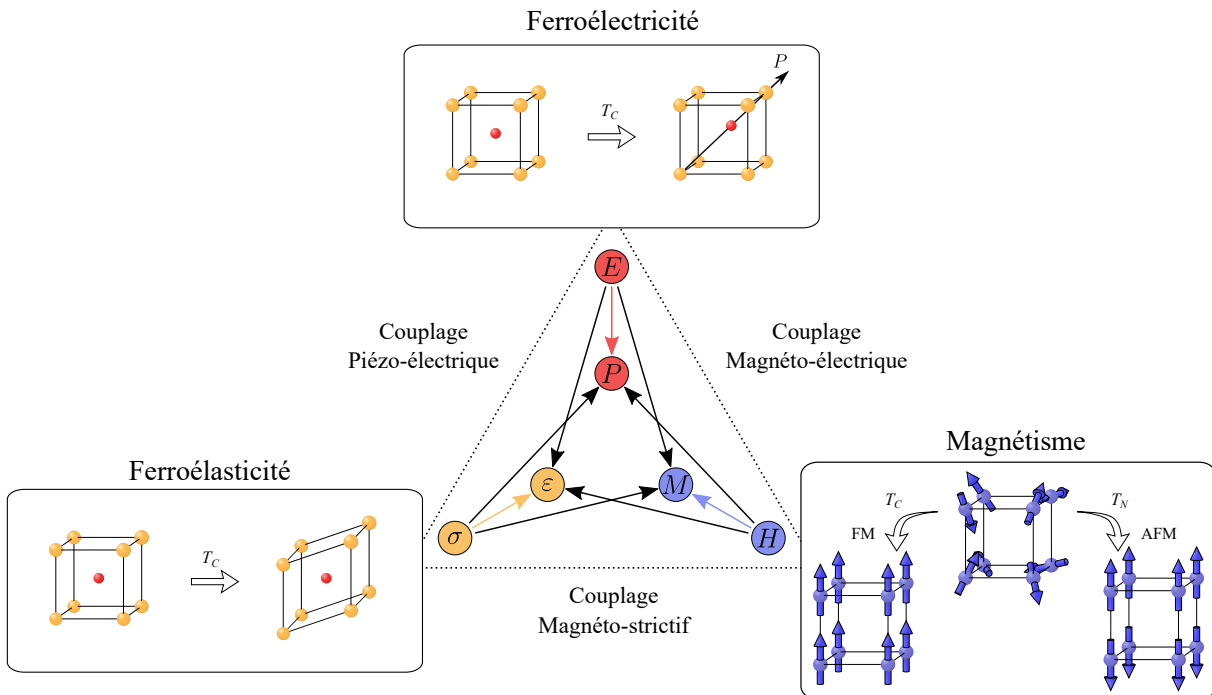 Ferroélectricité
P
T_C
E
Couplage
Piézo-électrique
Couplage
Magnéto-électrique
P
Ferroélasticité
Magnétisme
ε
M
T_C
T_N
FM
AFM
σ
H
T_C
Couplage
Magnéto-strictif